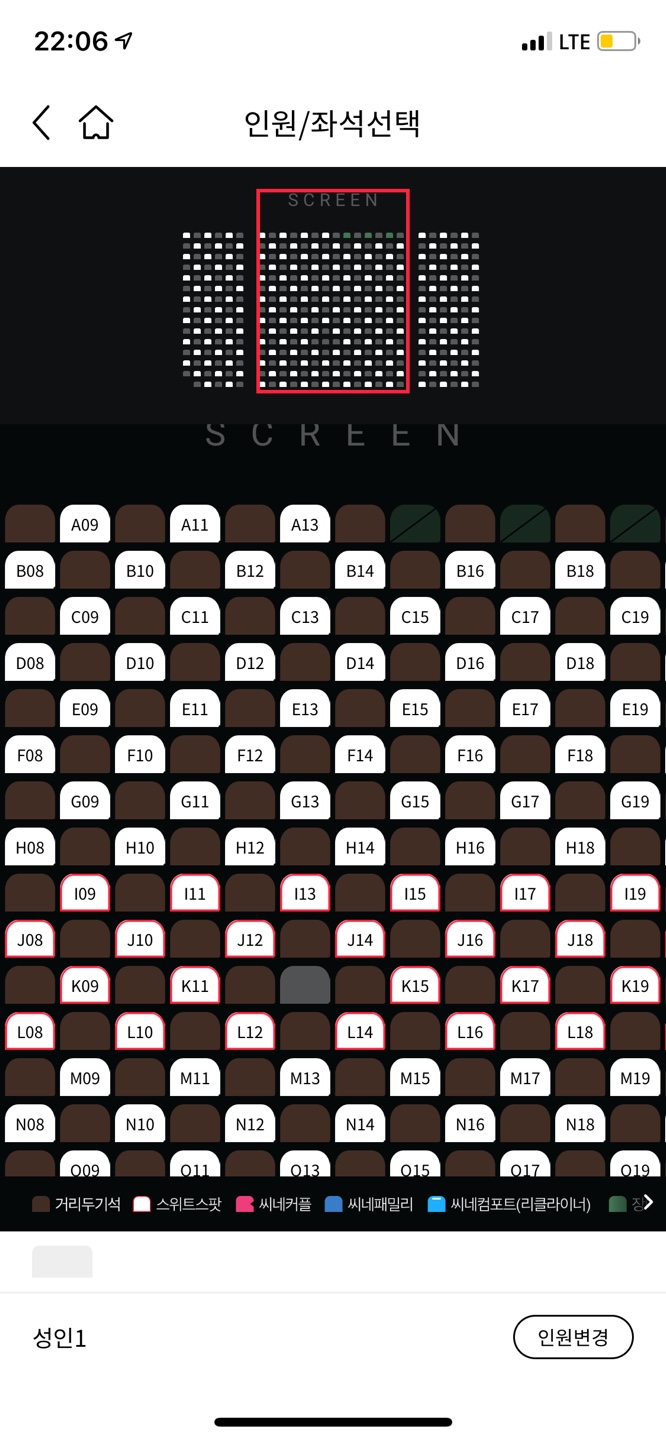 22:06
LTE
인원/좌석선택
SCREEN
SCREEN
A09 A11 A13
B08 B10 B12 B14 B16 B18
C09 C11 C13 C15 C17 C19
D08 D10 D12 D14 D16 D18
E09 E11 E13 E15 E17 E19
F08 F10 F12 F14 F16 F18
G09 G11 G13 G15 G17 G19
H08 H10 H12 H14 H16 H18
I09 I11 I13 I15 I17 I19
J08 J10 J12 J14 J16 J18
K09 K11 K15 K17 K19
L08 L10 L12 L14 L16 L18
M09 M11 M13 M15 M17 M19
N08 N10 N12 N14 N16 N18
O09 O11 O13 O15 O17 O19
거리두기석 스위트스팟 씨네커플 씨네패밀리 씨네컴포트(리클라이너) 장
성인1
인원변경